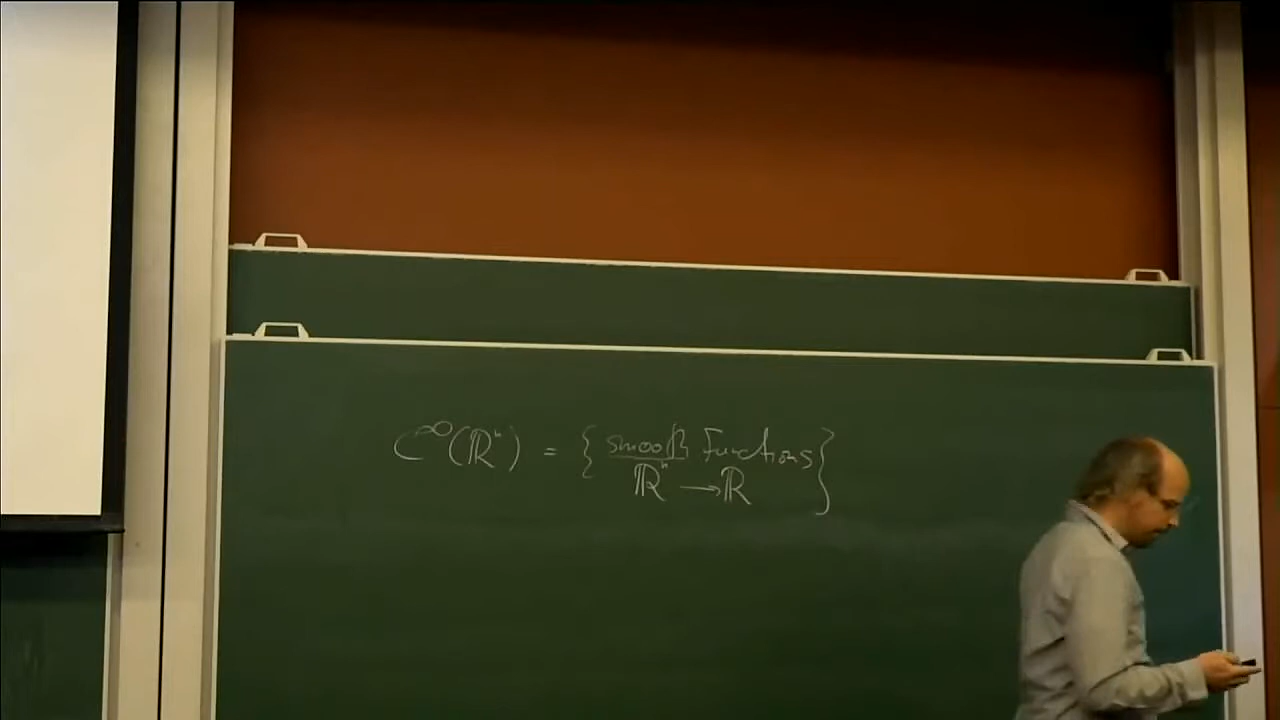 C^∞(ℝⁿ) = { smooth functions
ℝⁿ → ℝ }